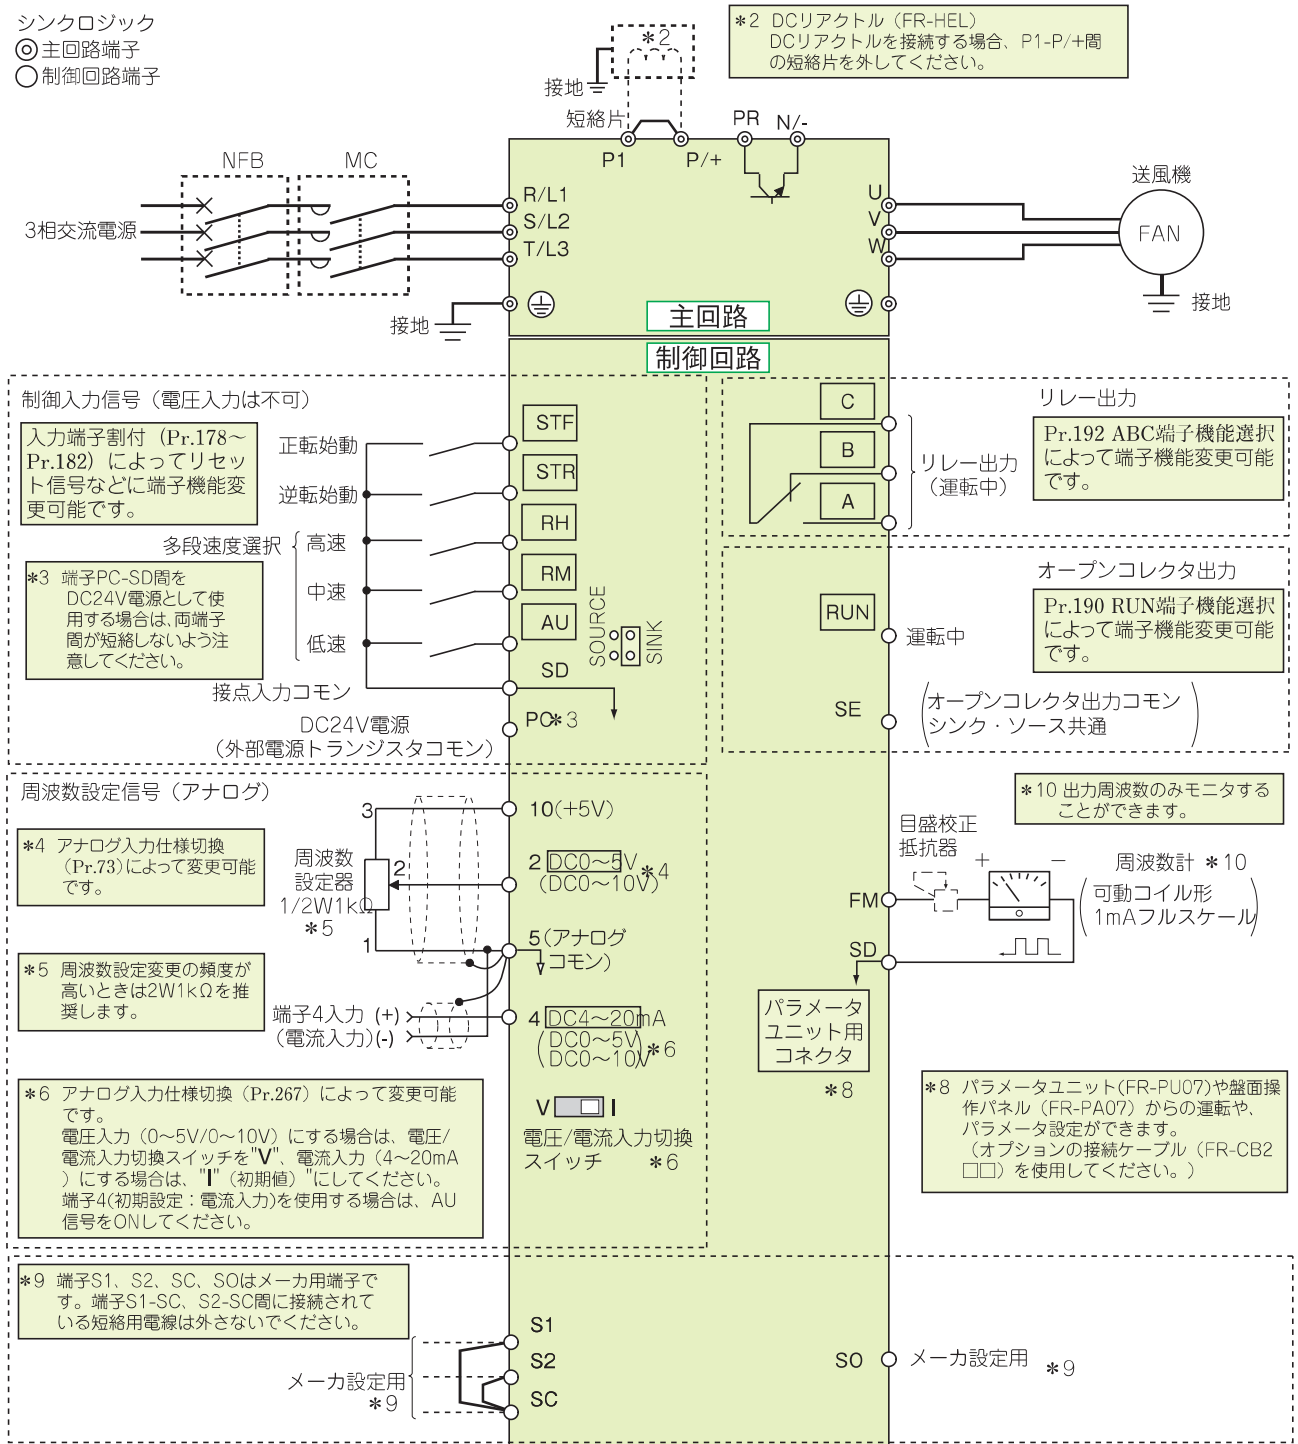 シンクロジック
主回路端子
制御回路端子
＊2
＊2 DCリアクトル（FR-HEL）
DCリアクトルを接続する場合、P1-P/+間
の短絡片を外してください。
接地
短絡片
P1
P/+
PR
N/-
NFB
MC
3相交流電源
R/L1
S/L2
T/L3
U
V
W
送風機
FAN
接地
接地
主回路
制御回路
制御入力信号（電圧入力は不可）
入力端子割付（Pr.178～
Pr.182）によってリセッ
ト信号などに端子機能変
更可能です。
正転始動
逆転始動
多段速度選択
高速
中速
低速
＊3 端子PC-SD間を
DC24V電源として使
用する場合は、両端子
間が短絡しないよう注
意してください。
接点入力コモン
DC24V電源
（外部電源トランジスタコモン）
STF
STR
RH
RM
AU
SD
PC＊3
SOURCE
SINK
C
B
A
リレー出力
（運転中）
リレー出力
Pr.192 ABC端子機能選択
によって端子機能変更可能
です。
オープンコレクタ出力
Pr.190 RUN端子機能選択
によって端子機能変更可能
です。
RUN
運転中
SE
（オープンコレクタ出力コモン
シンク・ソース共通）
周波数設定信号（アナログ）
＊4 アナログ入力仕様切換
（Pr.73）によって変更可能
です。
3
周波数
設定器
1/2W1kΩ
＊5
2
1
＊5 周波数設定変更の頻度が
高いときは2W1kΩを推
奨します。
端子4入力 (+)
（電流入力）(-)
10(+5V)
2 DC0～5V ＊4
(DC0～10V)
5(アナログ
コモン)
4 DC4～20mA
(DC0～5V
DC0～10V) ＊6
V
I
電圧/電流入力切換
スイッチ ＊6
＊6 アナログ入力仕様切換（Pr.267）によって変更可能
です。
電圧入力（0～5V/0～10V）にする場合は、電圧/
電流入力切換スイッチを"V"、電流入力（4～20mA
）にする場合は、"I"（初期値）"にしてください。
端子4(初期設定：電流入力)を使用する場合は、AU
信号をONしてください。
＊10 出力周波数のみモニタする
ことができます。
目盛校正
抵抗器
＋
－
周波数計 ＊10
（可動コイル形
1mAフルスケール）
FM
SD
パラメータ
ユニット用
コネクタ
＊8
＊8 パラメータユニット(FR-PU07)や盤面操
作パネル（FR-PA07）からの運転や、
パラメータ設定ができます。
（オプションの接続ケーブル（FR-CB2
□□）を使用してください。）
＊9 端子S1、S2、SC、SOはメーカ用端子で
す。端子S1-SC、S2-SC間に接続されて
いる短絡用電線は外さないでください。
メーカ設定用
＊9
S1
S2
SC
SO
メーカ設定用 ＊9